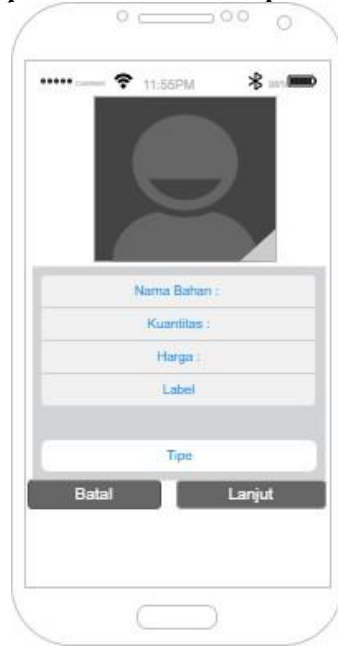 11:55PM
Nama Bahan :
Kuantitas :
Harga :
Label
Tipe
Batal
Lanjut